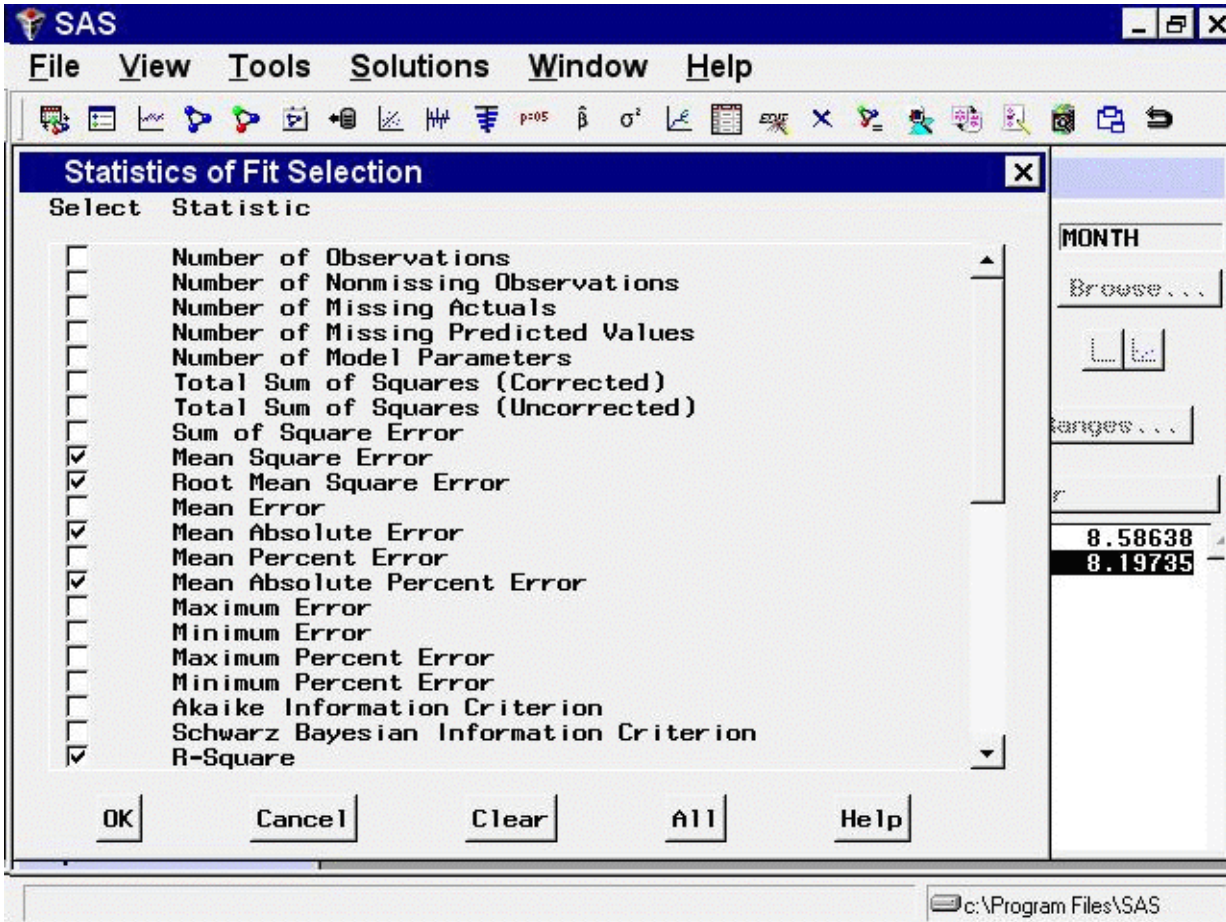 SAS
File View Tools Solutions Window Help
P=05 β̂ σ² EDIT
Statistics of Fit Selection
Select Statistic
Number of Observations
Number of Nonmissing Observations
Number of Missing Actuals
Number of Missing Predicted Values
Number of Model Parameters
Total Sum of Squares (Corrected)
Total Sum of Squares (Uncorrected)
Sum of Square Error
Mean Square Error
Root Mean Square Error
Mean Error
Mean Absolute Error
Mean Percent Error
Mean Absolute Percent Error
Maximum Error
Minimum Error
Maximum Percent Error
Minimum Percent Error
Akaike Information Criterion
Schwarz Bayesian Information Criterion
R-Square
OK Cancel Clear All Help
MONTH
Browse...
anges...
r
8.58638
8.19735
c:\Program Files\SAS